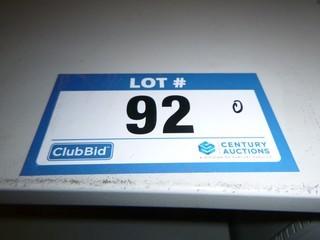 LOT #
92 0
ClubBid
CENTURY
AUCTIONS